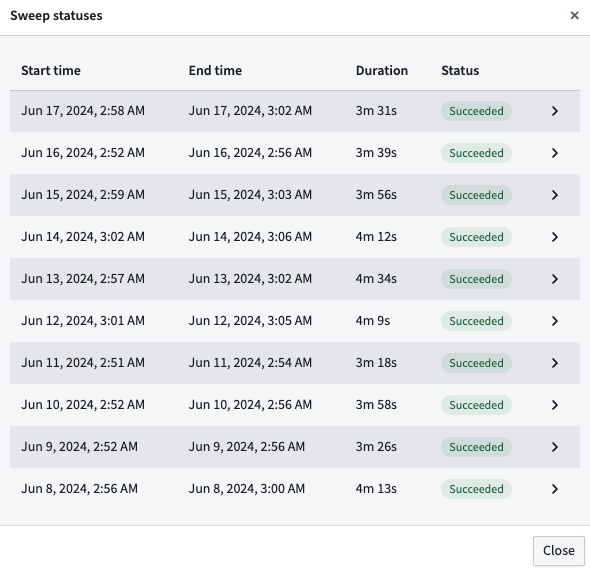 Sweep statuses
Start time End time Duration Status
Jun 17, 2024, 2:58 AM Jun 17, 2024, 3:02 AM 3m 31s Succeeded
Jun 16, 2024, 2:52 AM Jun 16, 2024, 2:56 AM 3m 39s Succeeded
Jun 15, 2024, 2:59 AM Jun 15, 2024, 3:03 AM 3m 56s Succeeded
Jun 14, 2024, 3:02 AM Jun 14, 2024, 3:06 AM 4m 12s Succeeded
Jun 13, 2024, 2:57 AM Jun 13, 2024, 3:02 AM 4m 34s Succeeded
Jun 12, 2024, 3:01 AM Jun 12, 2024, 3:05 AM 4m 9s Succeeded
Jun 11, 2024, 2:51 AM Jun 11, 2024, 2:54 AM 3m 18s Succeeded
Jun 10, 2024, 2:52 AM Jun 10, 2024, 2:56 AM 3m 58s Succeeded
Jun 9, 2024, 2:52 AM Jun 9, 2024, 2:56 AM 3m 26s Succeeded
Jun 8, 2024, 2:56 AM Jun 8, 2024, 3:00 AM 4m 13s Succeeded
Close